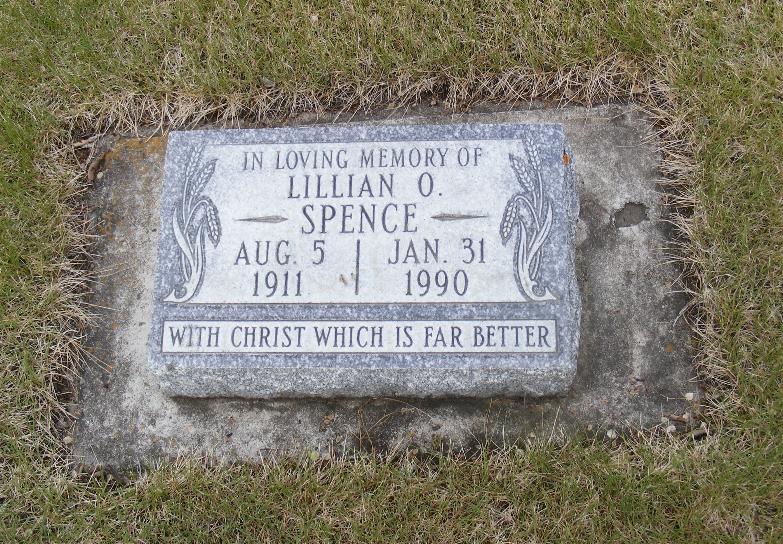 IN LOVING MEMORY OF
LILLIAN O.
SPENCE
AUG. 5 JAN. 31
1911 1990
WITH CHRIST WHICH IS FAR BETTER